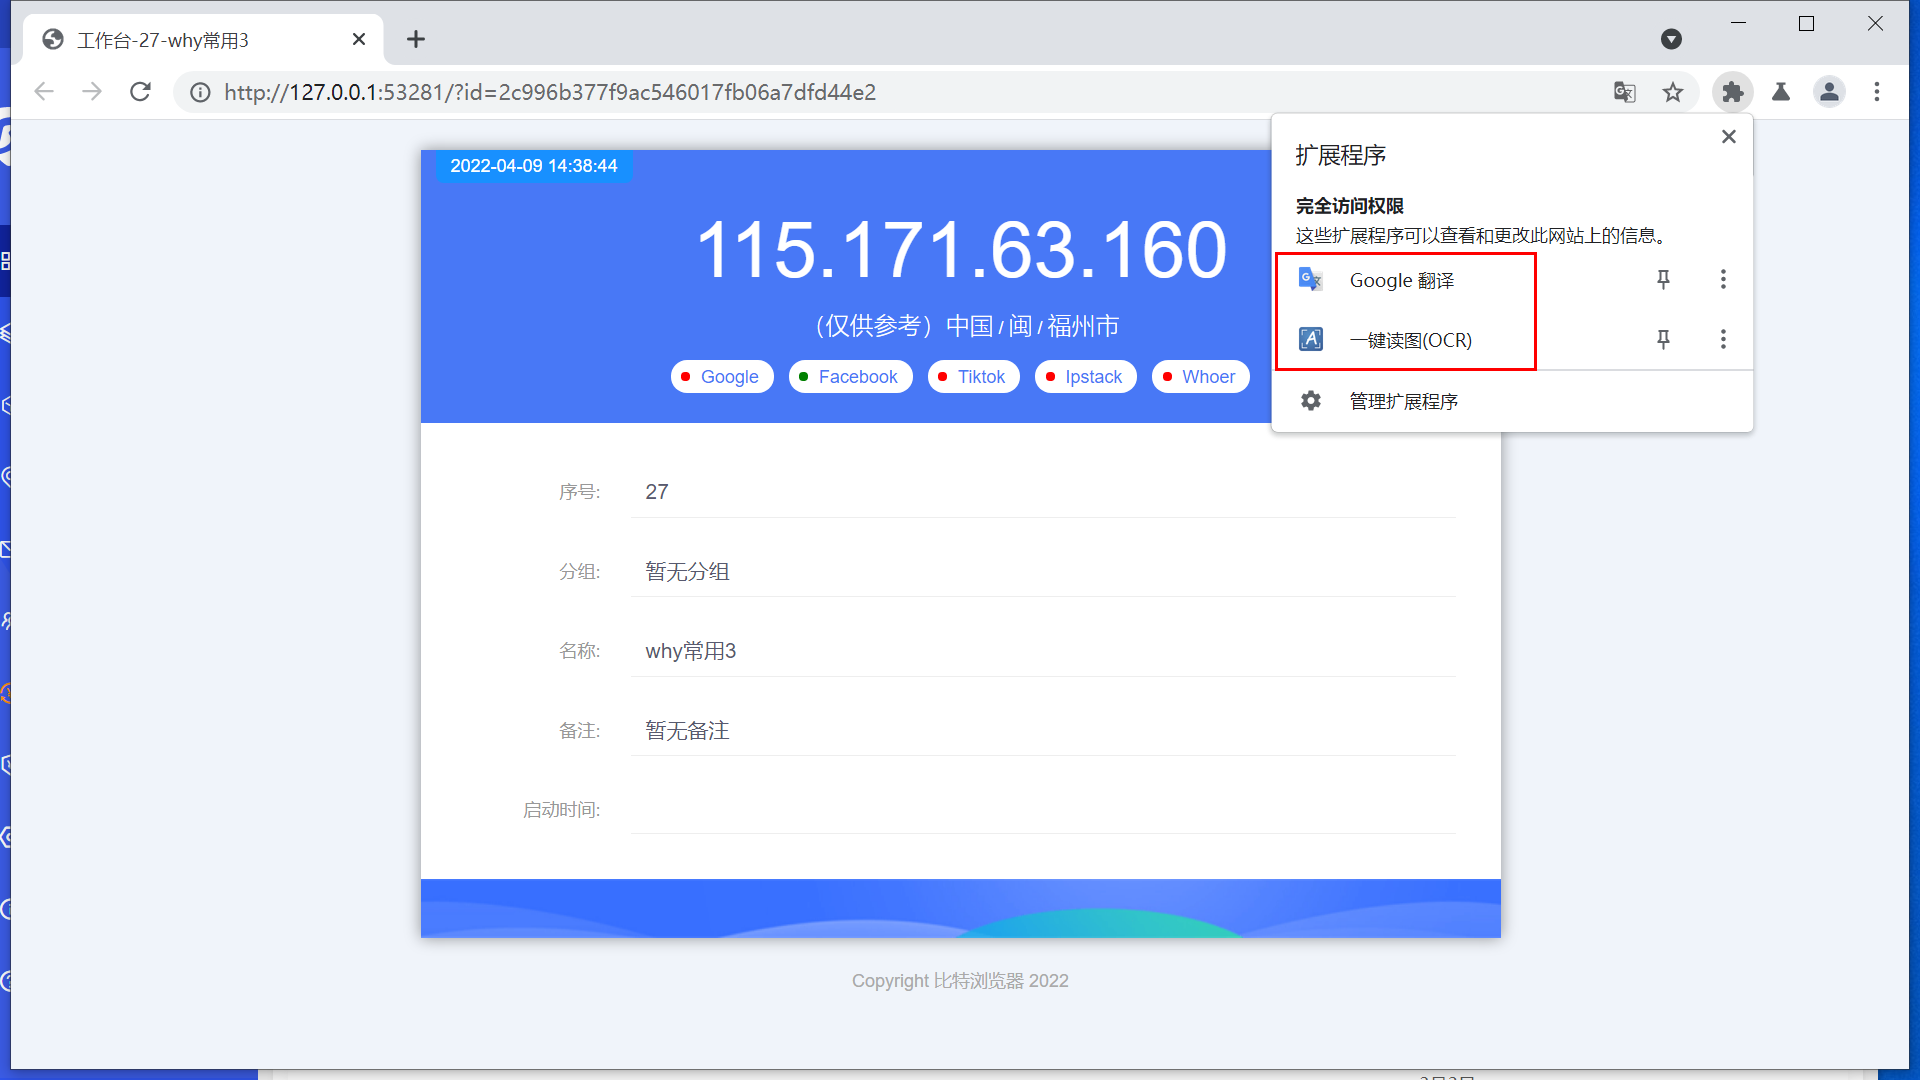 工作台-27-why常用3
http://127.0.0.1:53281/?id=2c996b377f9ac546017fb06a7dfd44e2
扩展程序
完全访问权限
这些扩展程序可以查看和更改此网站上的信息。
Google 翻译
一键读图(OCR)
管理扩展程序
2022-04-09 14:38:44
115.171.63.160
（仅供参考）中国 / 闽 / 福州市
Google
Facebook
Tiktok
Ipstack
Whoer
序号: 27
分组: 暂无分组
名称: why常用3
备注: 暂无备注
启动时间:
Copyright 比特浏览器 2022